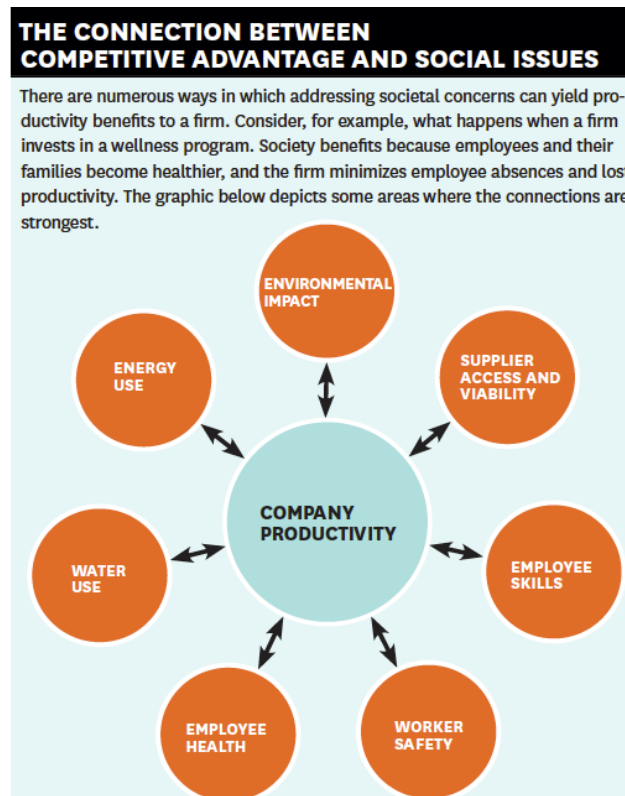 THE CONNECTION BETWEEN
COMPETITIVE ADVANTAGE AND SOCIAL ISSUES
There are numerous ways in which addressing societal concerns can yield pro-
ductivity benefits to a firm. Consider, for example, what happens when a firm
invests in a wellness program. Society benefits because employees and their
families become healthier, and the firm minimizes employee absences and lost
productivity. The graphic below depicts some areas where the connections are
strongest.
ENVIRONMENTAL
IMPACT
SUPPLIER
ACCESS AND
VIABILITY
EMPLOYEE
SKILLS
WORKER
SAFETY
EMPLOYEE
HEALTH
WATER
USE
ENERGY
USE
COMPANY
PRODUCTIVITY